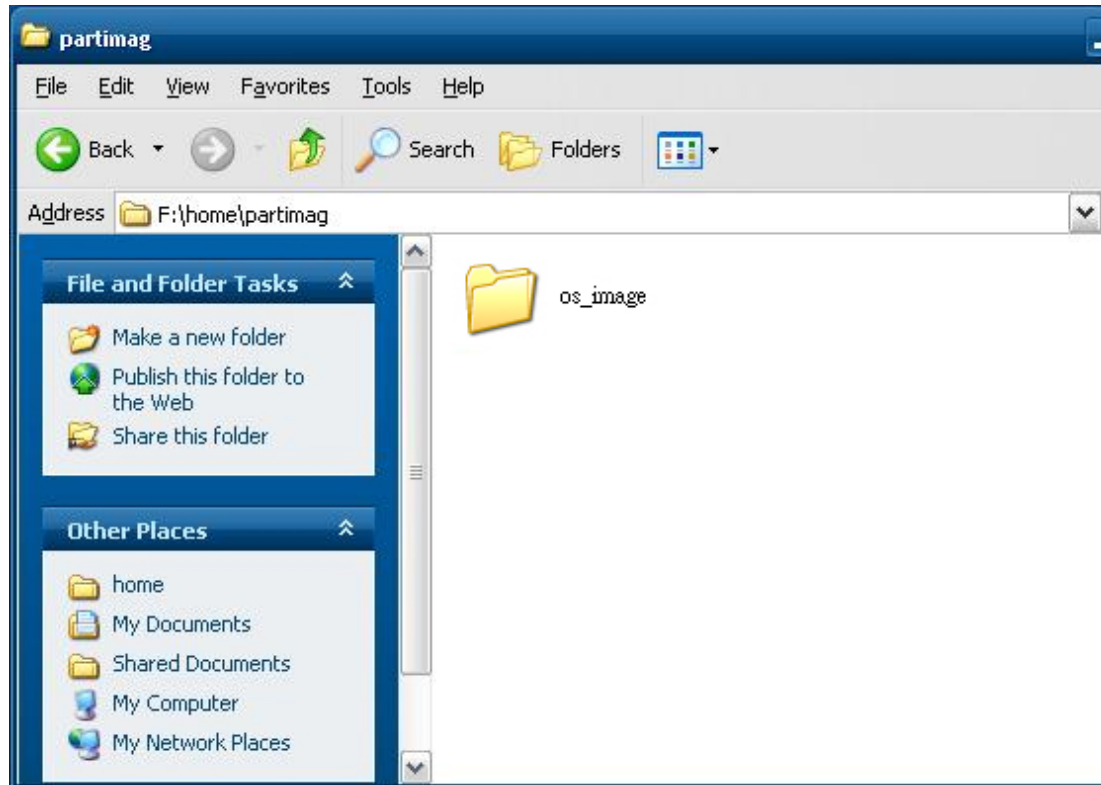 partimag
File Edit View Favorites Tools Help
Back Search Folders
Address F:\home\partimag
File and Folder Tasks
Make a new folder
Publish this folder to
the Web
Share this folder
Other Places
home
My Documents
Shared Documents
My Computer
My Network Places
os_image